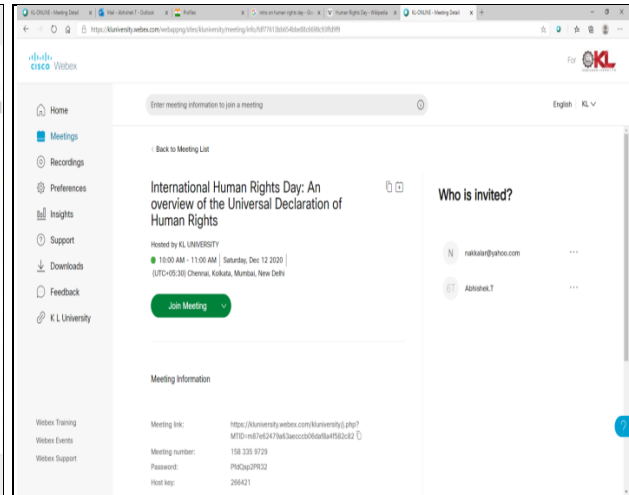 KL-ONLINE - Meeting Detail
Mail - Abhishek.T - Outlook
Profiles
Human Rights Day - Wikipedia
KL-ONLINE - Meeting Detail
CISCO Webex
For KL
Enter meeting information to join a meeting
English KL
Home
Meetings
Recordings
Preferences
Insights
Support
Downloads
Feedback
K L University
Webex Training
Webex Events
Webex Support
< Back to Meeting List
International Human Rights Day: An
overview of the Universal Declaration of
Human Rights
Hosted by KL UNIVERSITY
10:00 AM - 11:00 AM | Saturday, Dec 12 2020 |
(UTC+05:30) Chennai, Kolkata, Mumbai, New Delhi
Join Meeting
Meeting Information
Meeting link:
https://kluniversity.webex.com/kluniversity/j.php?
Meeting number: 158 335 9729
Password: PfdQsp2PR32
Host key: 266421
Who is invited?
N nakkalar@yahoo.com
6T Abhishek.T
?